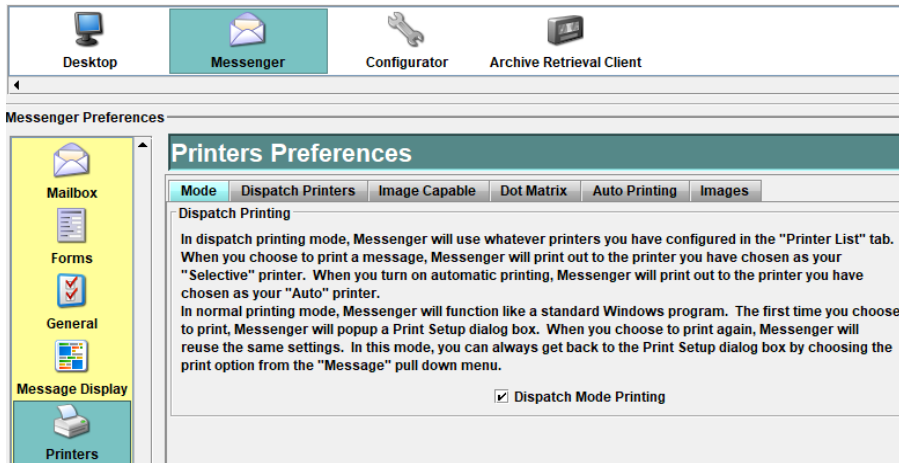 Desktop Messenger Configurator Archive Retrieval Client
Messenger Preferences
Mailbox
Forms
General
Message Display
Printers
Printers Preferences
Mode Dispatch Printers Image Capable Dot Matrix Auto Printing Images
Dispatch Printing
In dispatch printing mode, Messenger will use whatever printers you have configured in the "Printer List" tab.
When you choose to print a message, Messenger will print out to the printer you have chosen as your
"Selective" printer. When you turn on automatic printing, Messenger will print out to the printer you have
chosen as your "Auto" printer.
In normal printing mode, Messenger will function like a standard Windows program. The first time you choose
to print, Messenger will popup a Print Setup dialog box. When you choose to print again, Messenger will
reuse the same settings. In this mode, you can always get back to the Print Setup dialog box by choosing the
print option from the "Message" pull down menu.
Dispatch Mode Printing